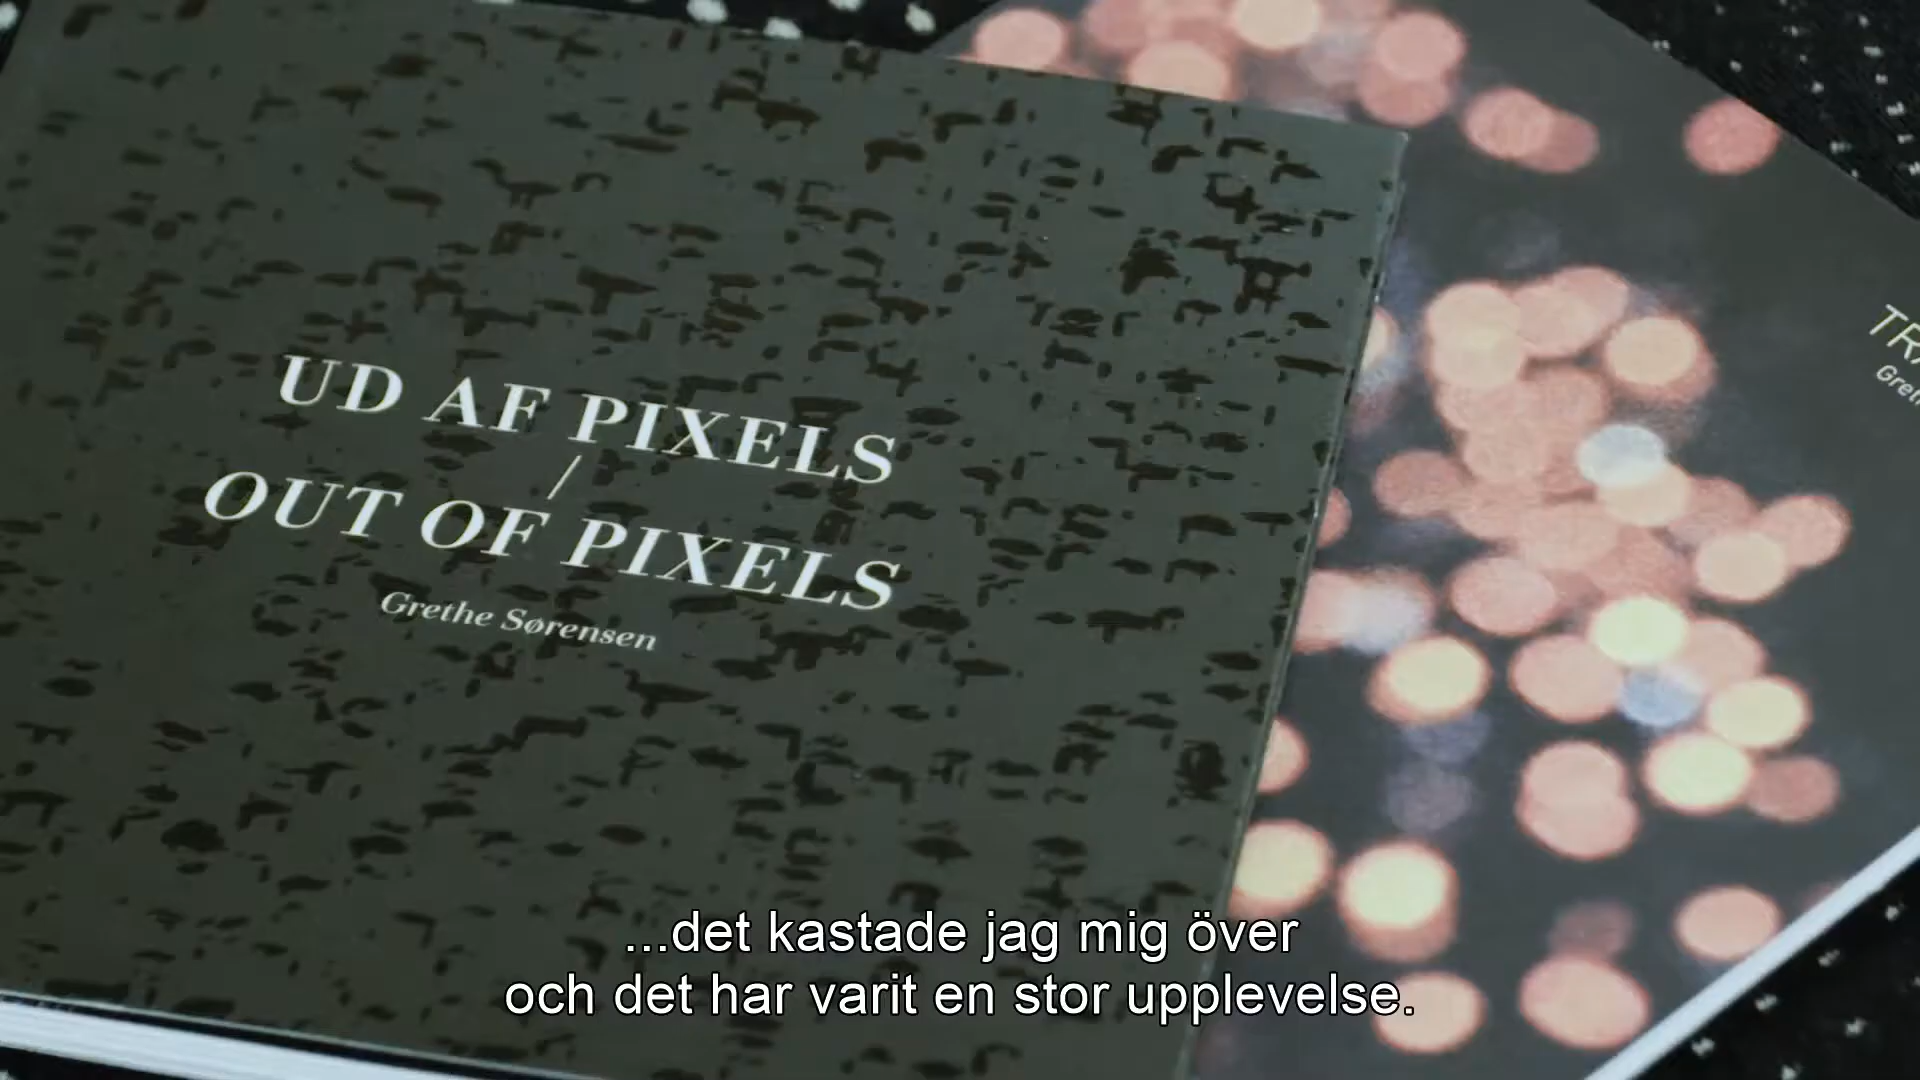 UD AF PIXELS
/
OUT OF PIXELS
Grethe Sørensen
...det kastade jag mig över
och det har varit en stor upplevelse.